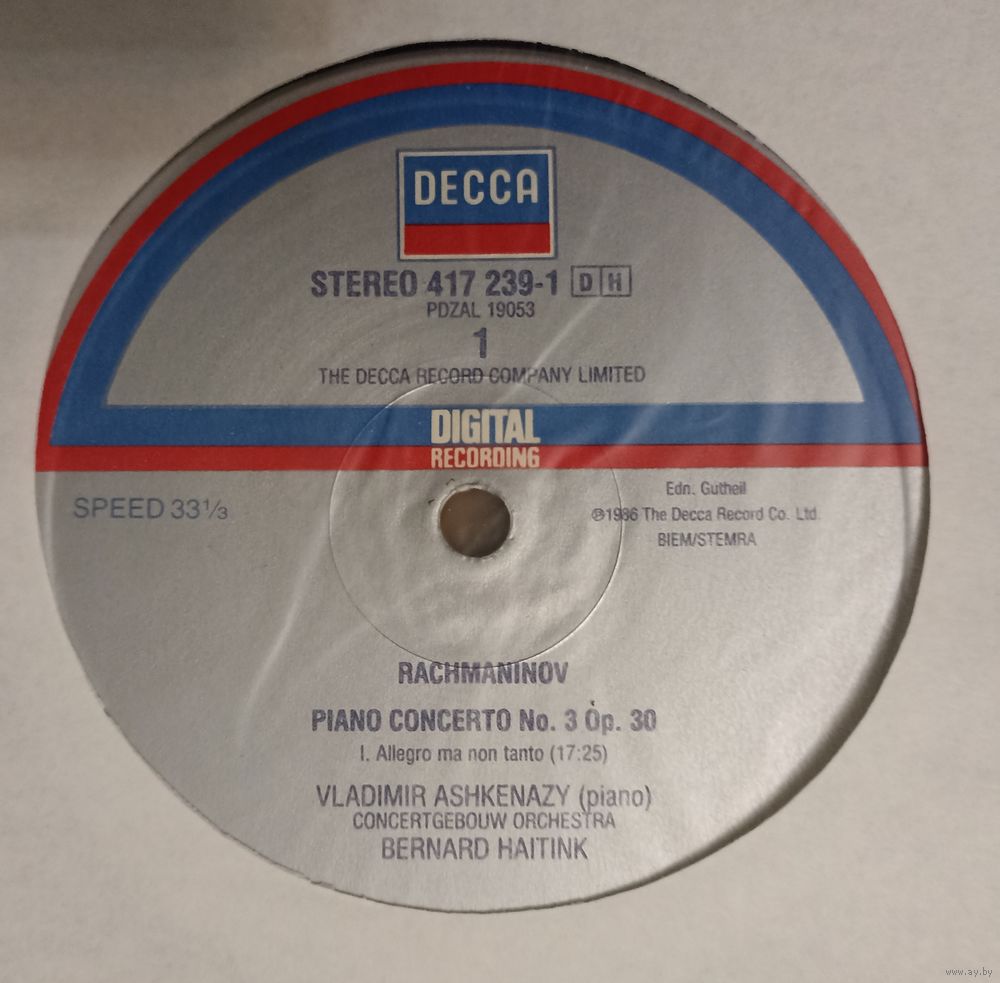 DECCA
STEREO 417 239-1 D H
PDZAL 19053
1
THE DECCA RECORD COMPANY LIMITED
DIGITAL
RECORDING
SPEED 33⅓
Edn. Gutheil
℗1986 The Decca Record Co. Ltd.
BIEM/STEMRA
RACHMANINOV
PIANO CONCERTO No. 3 Op. 30
I. Allegro ma non tanto (17:25)
VLADIMIR ASHKENAZY (piano)
CONCERTGEBOUW ORCHESTRA
BERNARD HAITINK
www.ay.by